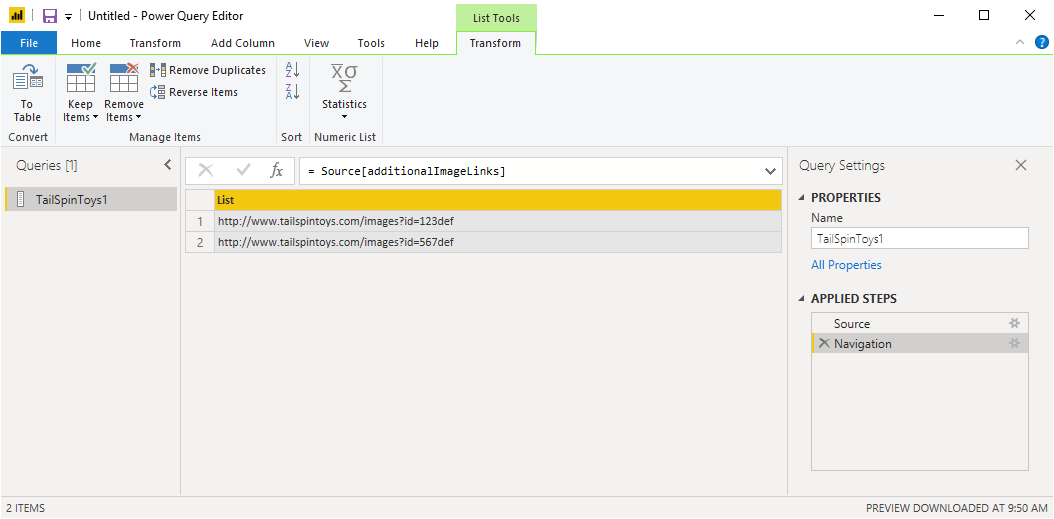 Untitled - Power Query Editor
List Tools
File Home Transform Add Column View Tools Help Transform
To Table
Convert
Keep Items
Remove Items
Remove Duplicates
Reverse Items
Manage Items
A Z
Z A
Sort
X̅σ
Σ
Statistics
Numeric List
Queries [1]
TailSpinToys1
fx
= Source[additionalImageLinks]
List
1 http://www.tailspintoys.com/images?id=123def
2 http://www.tailspintoys.com/images?id=567def
Query Settings
PROPERTIES
Name
TailSpinToys1
All Properties
APPLIED STEPS
Source
Navigation
2 ITEMS
PREVIEW DOWNLOADED AT 9:50 AM